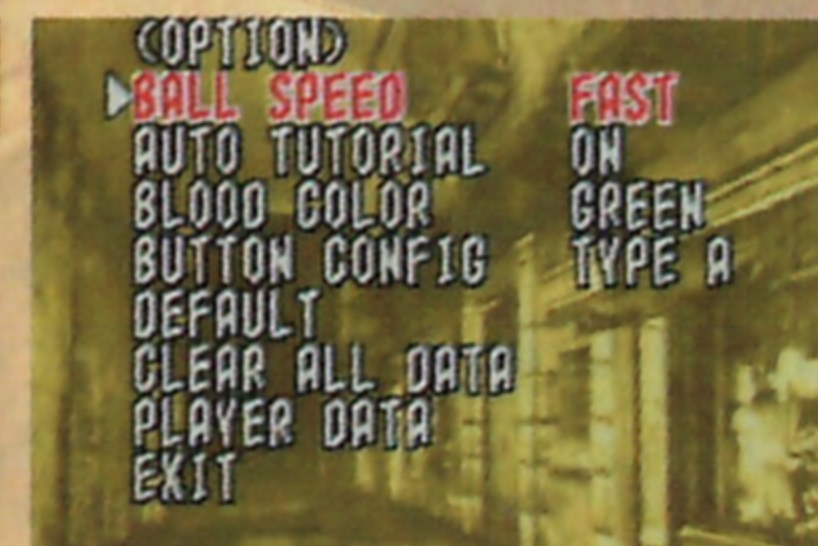 (OPTION)
BALL SPEED FAST
AUTO TUTORIAL ON
BLOOD COLOR GREEN
BUTTON CONFIG TYPE A
DEFAULT
CLEAR ALL DATA
PLAYER DATA
EXIT